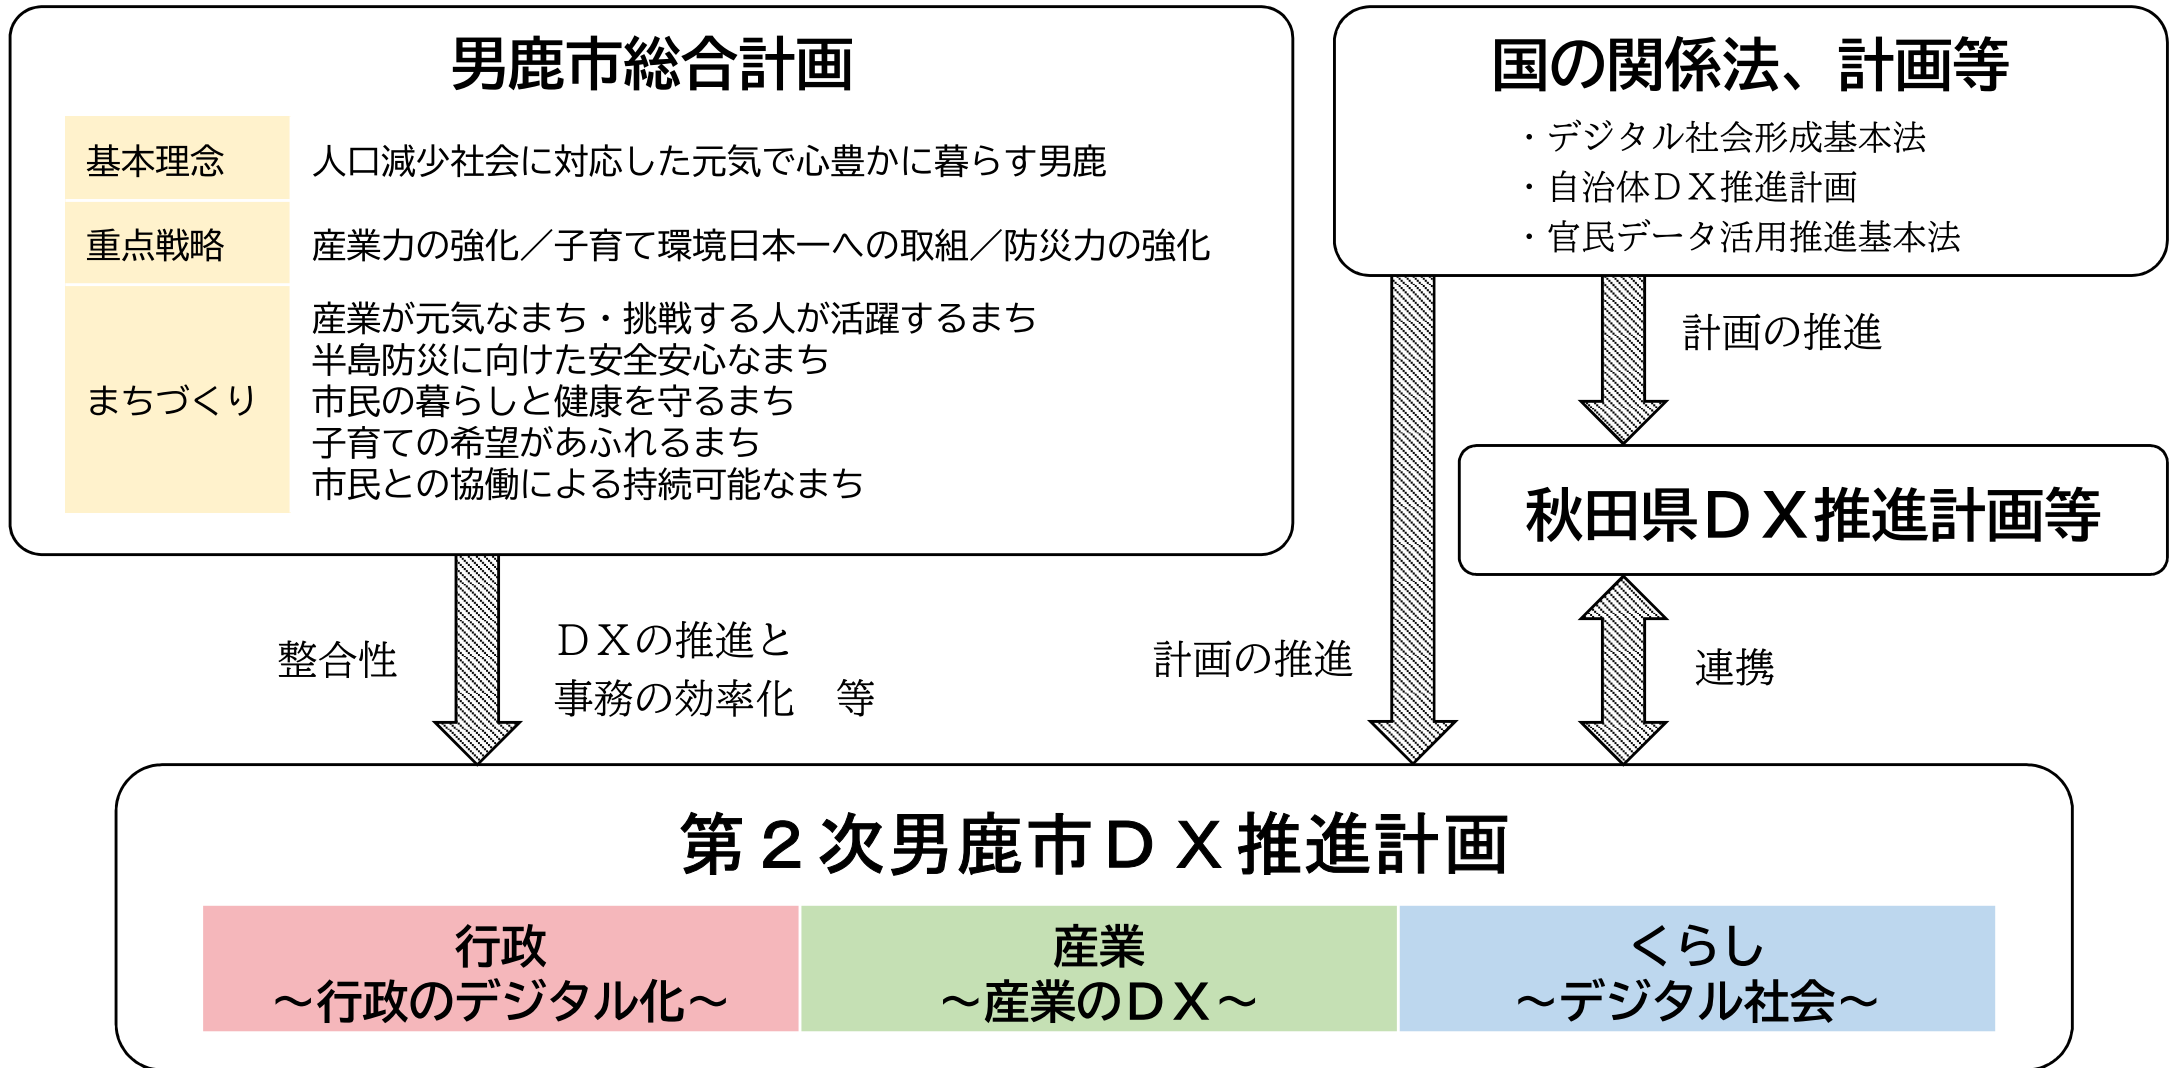 男鹿市総合計画
基本理念
人口減少社会に対応した元気で心豊かに暮らす男鹿
重点戦略
産業力の強化／子育て環境日本一への取組／防災力の強化
まちづくり
産業が元気なまち・挑戦する人が活躍するまち
半島防災に向けた安全安心なまち
市民の暮らしと健康を守るまち
子育ての希望があふれるまち
市民との協働による持続可能なまち
国の関係法、計画等
・デジタル社会形成基本法
・自治体ＤＸ推進計画
・官民データ活用推進基本法
計画の推進
秋田県ＤＸ推進計画等
整合性
ＤＸの推進と
事務の効率化　等
計画の推進
連携
第２次男鹿市ＤＸ推進計画
行政
～行政のデジタル化～
産業
～産業のＤＸ～
くらし
～デジタル社会～